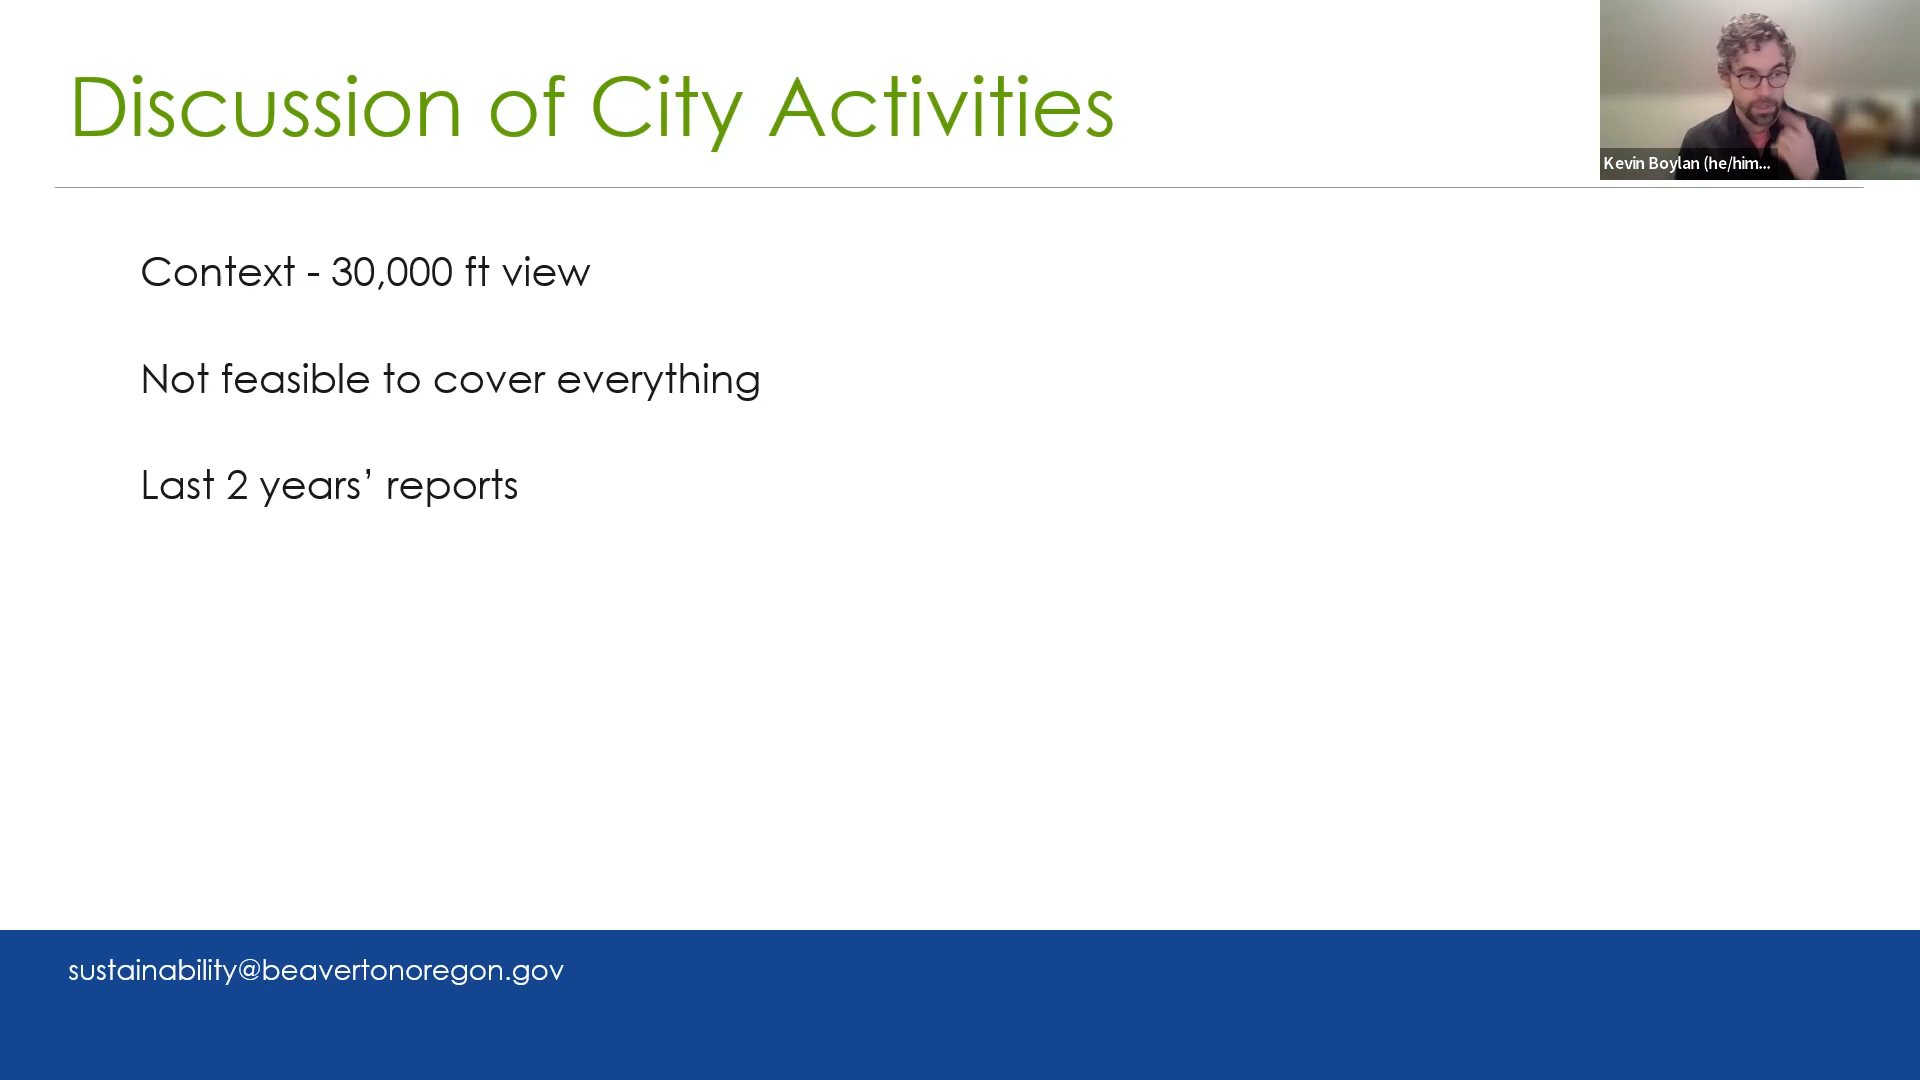 Discussion of City Activities
Kevin Boylan (he/him...
Context - 30,000 ft view
Not feasible to cover everything
Last 2 years’ reports
sustainability@beavertonoregon.gov